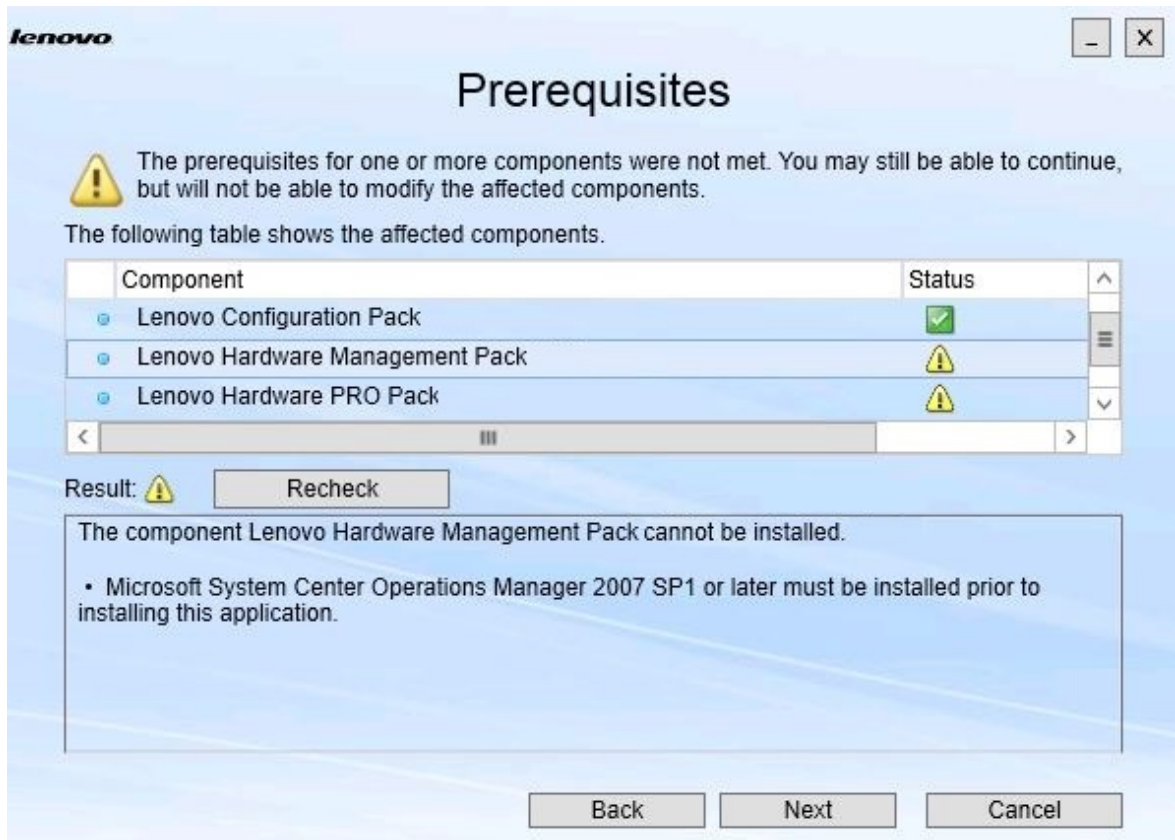 lenovo
Prerequisites
The prerequisites for one or more components were not met. You may still be able to continue,
but will not be able to modify the affected components.
The following table shows the affected components.
Component Status
Lenovo Configuration Pack
Lenovo Hardware Management Pack
Lenovo Hardware PRO Pack
Result: Recheck
The component Lenovo Hardware Management Pack cannot be installed.
• Microsoft System Center Operations Manager 2007 SP1 or later must be installed prior to
installing this application.
Back Next Cancel